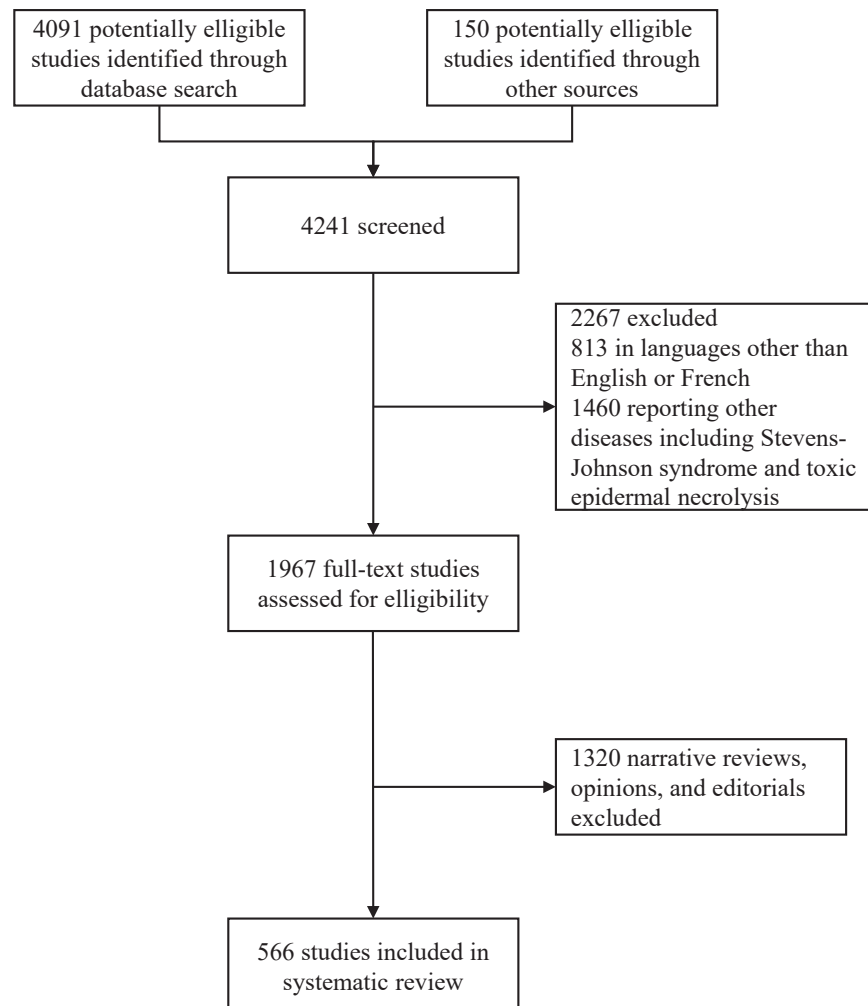 4091 potentially elligible
studies identified through
database search
150 potentially eligible
studies identified through
other sources
4241 screened
2267 excluded
813 in languages other than
English or French
1460 reporting other
diseases including Stevens-
Johnson syndrome and toxic
epidermal necrolysis
1967 full-text studies
assessed for elligibility
1320 narrative reviews,
opinions, and editorials
excluded
566 studies included in
systematic review